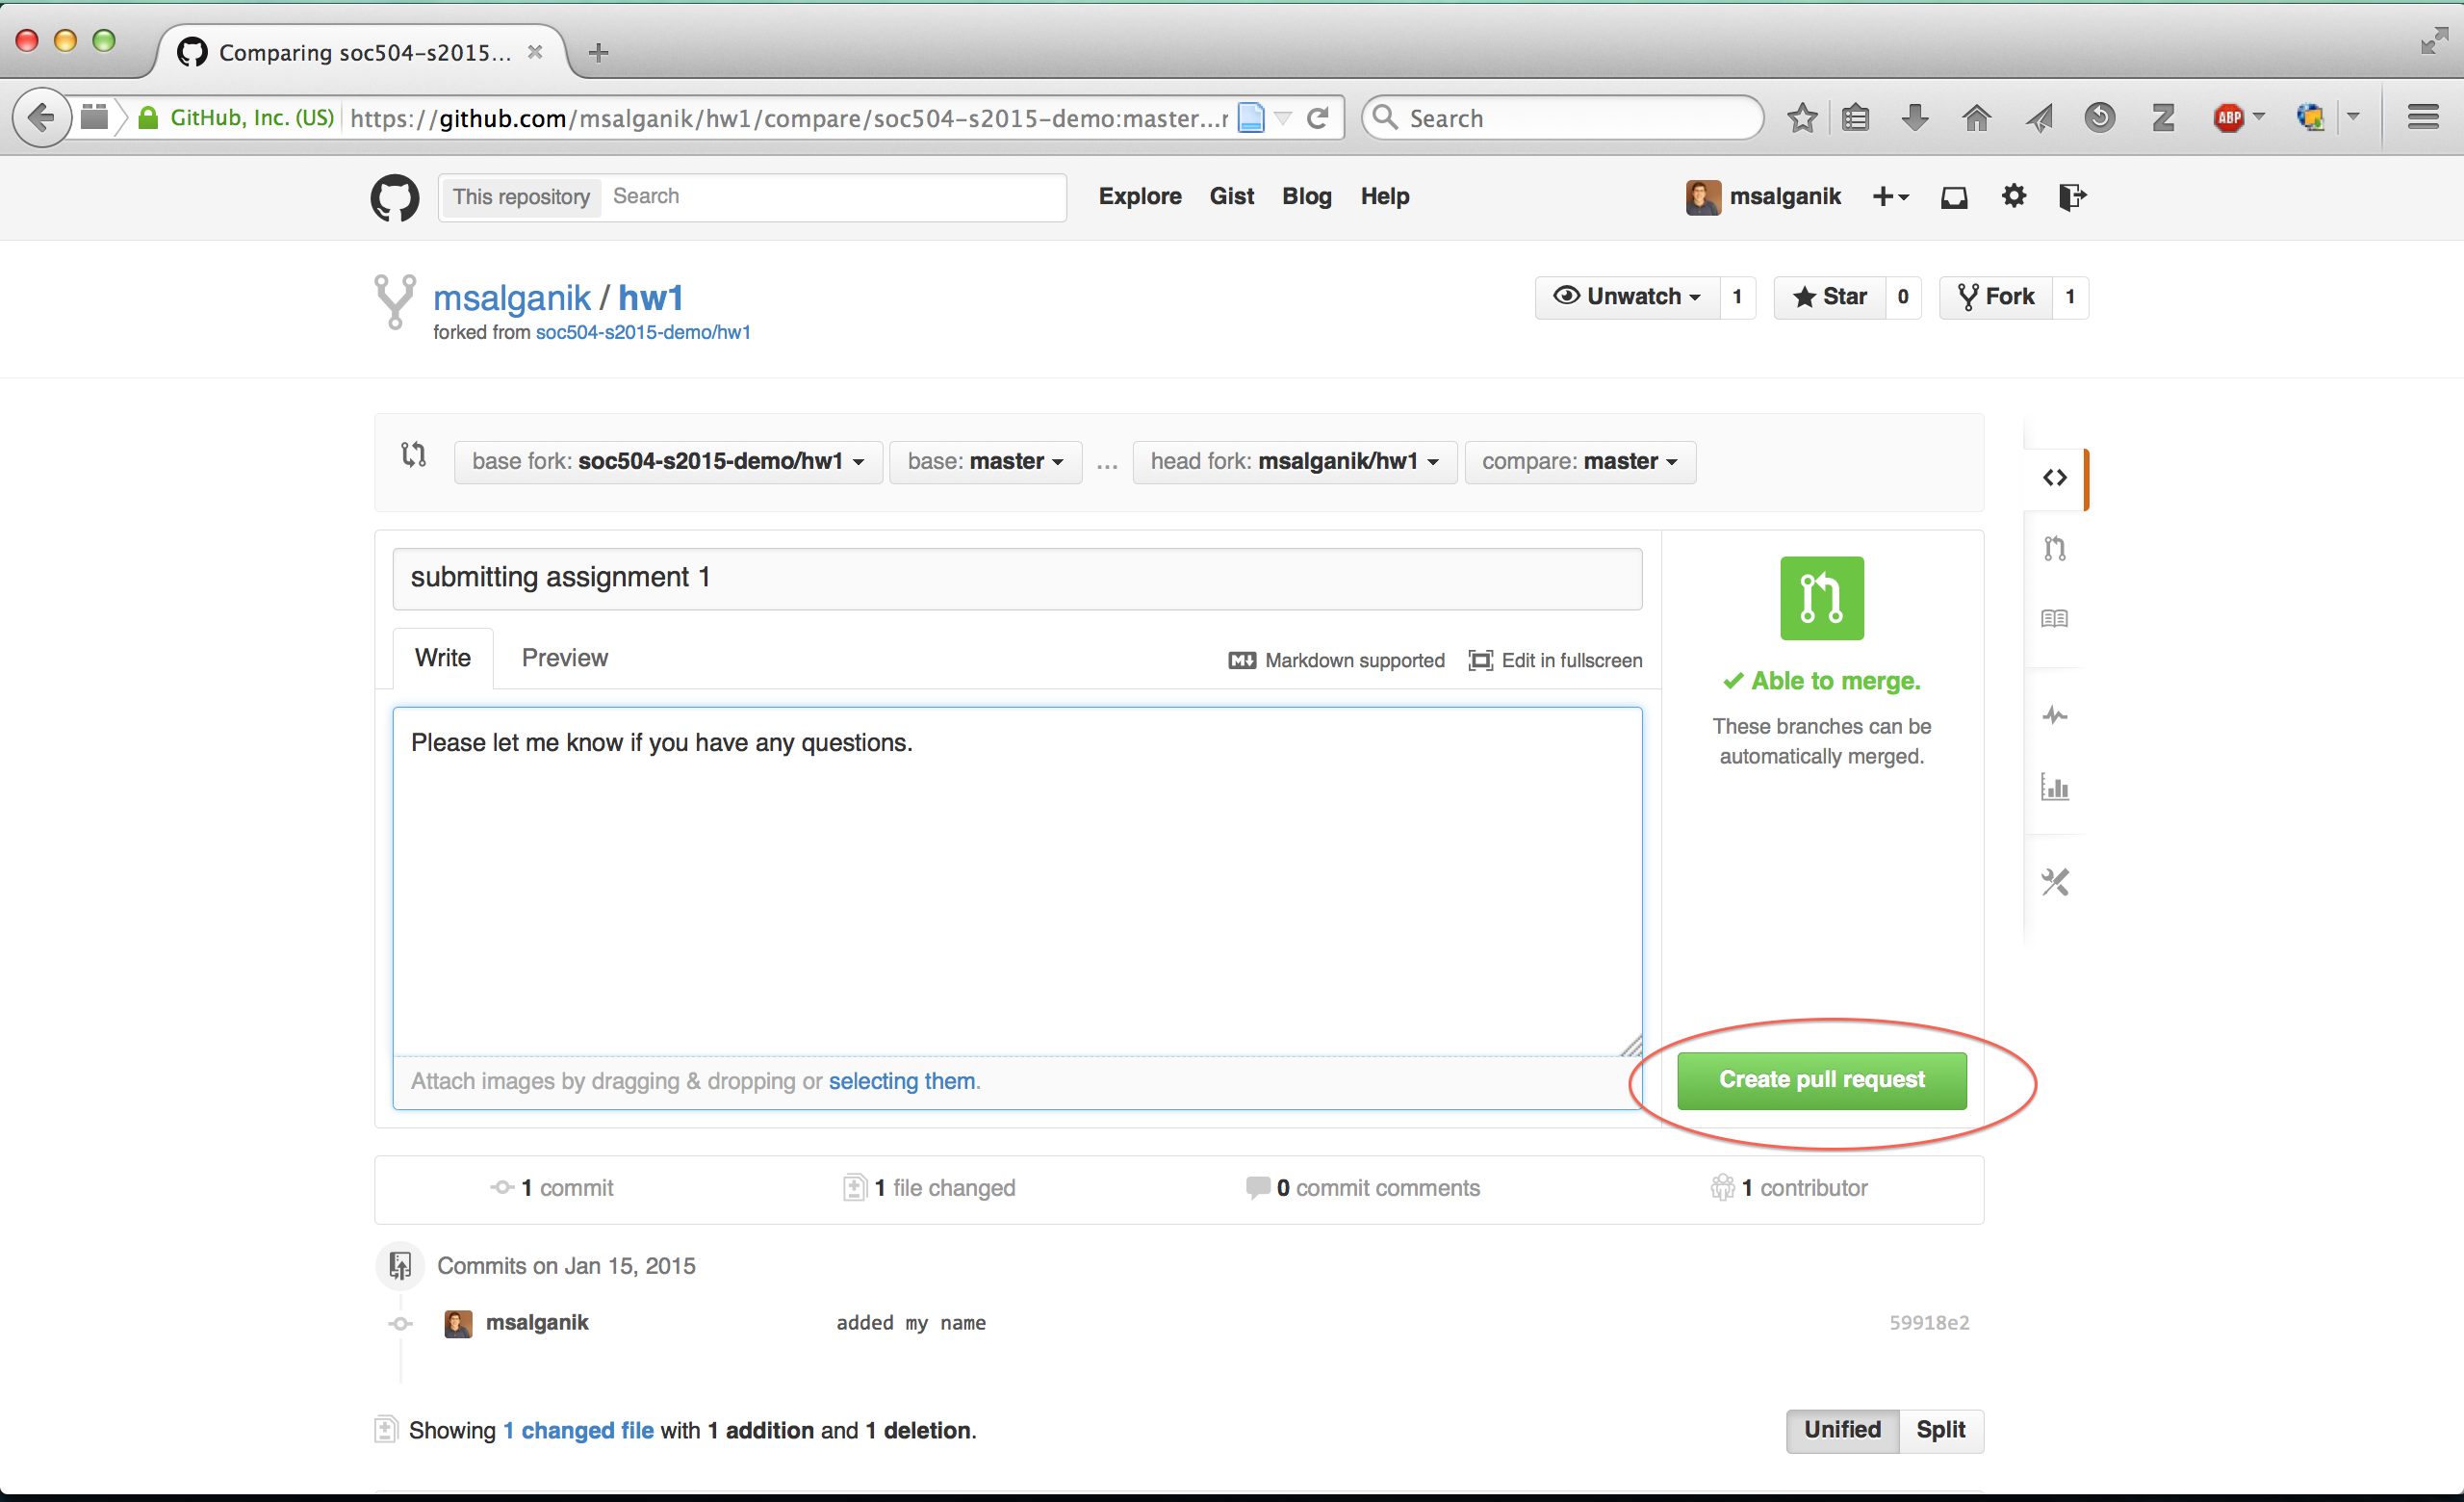 Comparing soc504-s2015...
GitHub, Inc. (US) https://github.com/msalganik/hw1/compare/soc504-s2015-demo:master...r Search ABP
This repository Search Explore Gist Blog Help msalganik
msalganik / hw1 Unwatch 1 Star 0 Fork 1
forked from soc504-s2015-demo/hw1
base fork: soc504-s2015-demo/hw1 base: master ... head fork: msalganik/hw1 compare: master
submitting assignment 1
Write Preview Markdown supported Edit in fullscreen
Able to merge.
These branches can be
automatically merged.
Please let me know if you have any questions.
Attach images by dragging & dropping or selecting them.
Create pull request
1 commit 1 file changed 0 commit comments 1 contributor
Commits on Jan 15, 2015
msalganik added my name 59918e2
Showing 1 changed file with 1 addition and 1 deletion. Unified Split